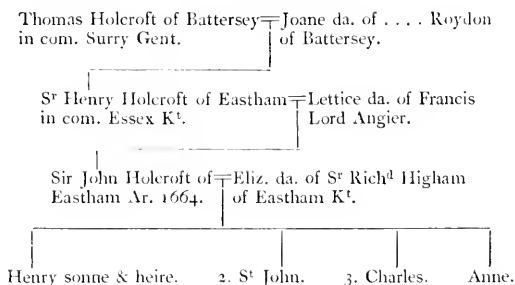 Thomas Holcroft of Battersey Joane da. of . . . . Roydon
in com. Surry Gent. of Battersey.
Sr Henry Holcroft of Eastham Lettice da. of Francis
in com. Essex Kt. Lord Angier.
Sir John Holcroft of Eliz. da. of Sr Richd Higham
Eastham Ar. 1664. of Eastham Kt.
Henry sonne & heire. 2. St John. 3. Charles. Anne.